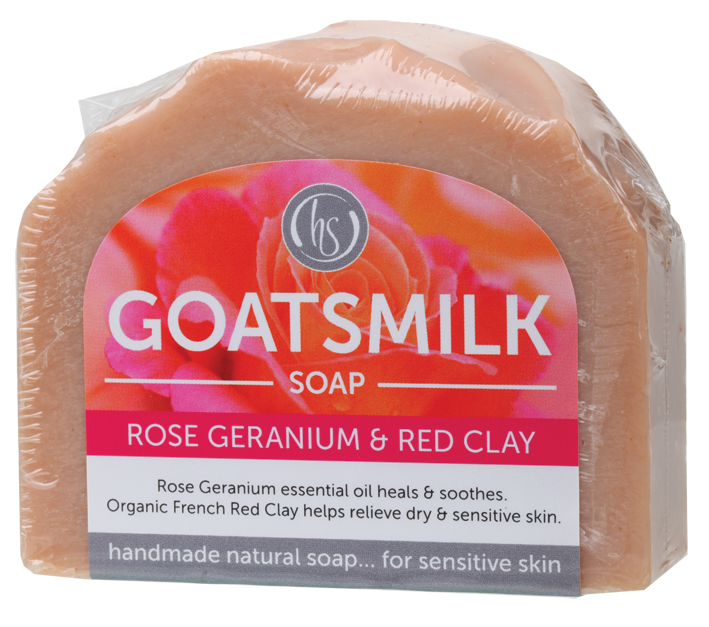 hs
GOATSMILK
SOAP
ROSE GERANIUM & RED CLAY
Rose Geranium essential oil heals & soothes.
Organic French Red Clay helps relieve dry & sensitive skin.
handmade natural soap... for sensitive skin